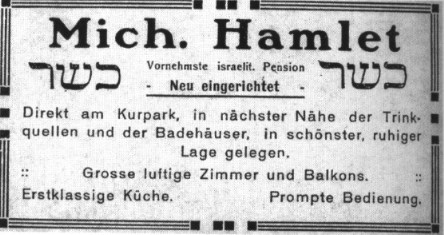 Mich. Hamlet
כשר Vornehmste israelit. Pension כשר
- Neu eingerichtet -
Direkt am Kurpark, in nächster Nähe der Trink-
quellen und der Badehäuser, in schönster, ruhiger
Lage gelegen.
:: Grosse luftige Zimmer und Balkons. ::
Erstklassige Küche. Prompte Bedienung.